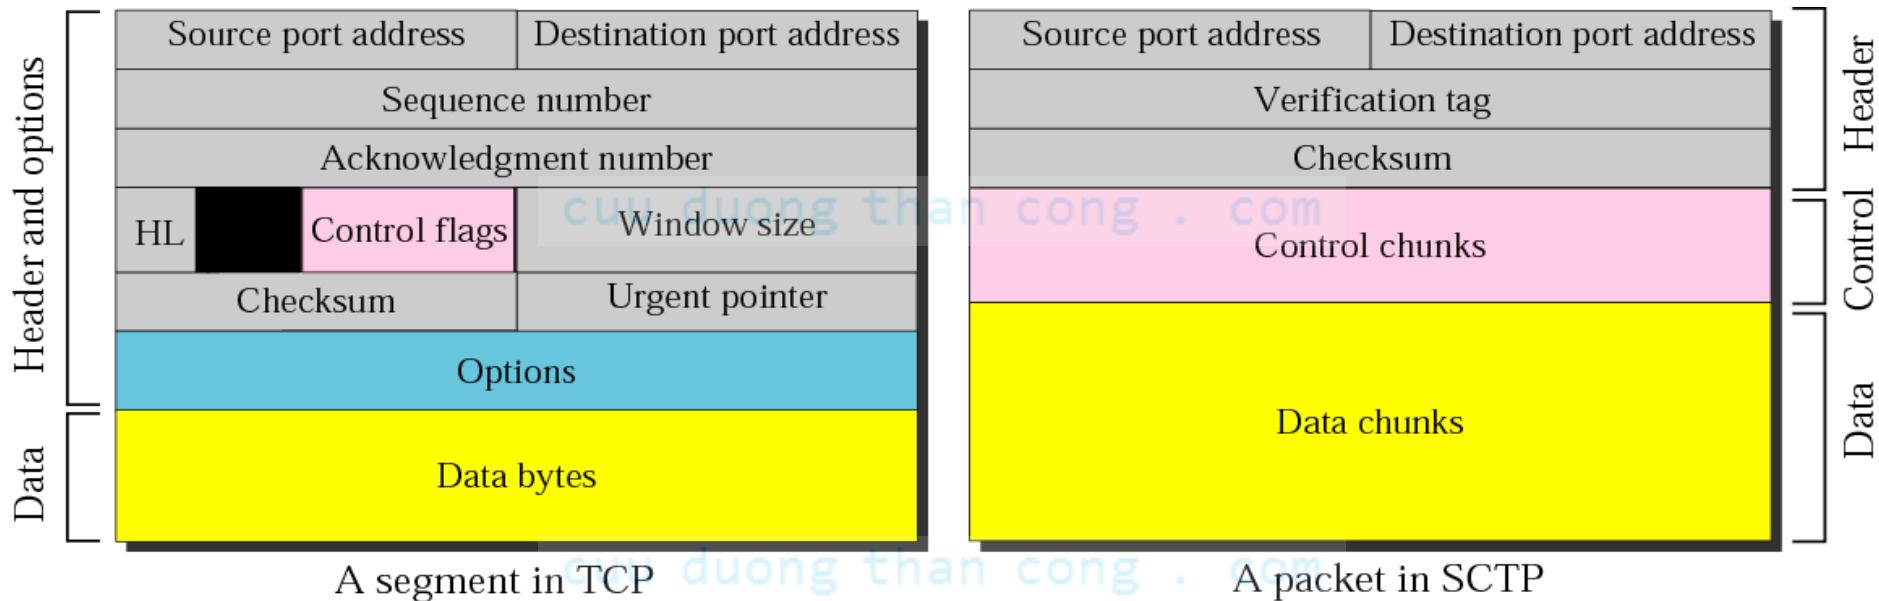 Header and options
Data
Source port address
Destination port address
Sequence number
Acknowledgment number
HL
Control flags
Window size
Checksum
Urgent pointer
Options
Data bytes
A segment in TCP
Source port address
Destination port address
Verification tag
Checksum
Control chunks
Data chunks
A packet in SCTP
Header
Control
Data
cuu duong than cong . com
cuu duong than cong . com